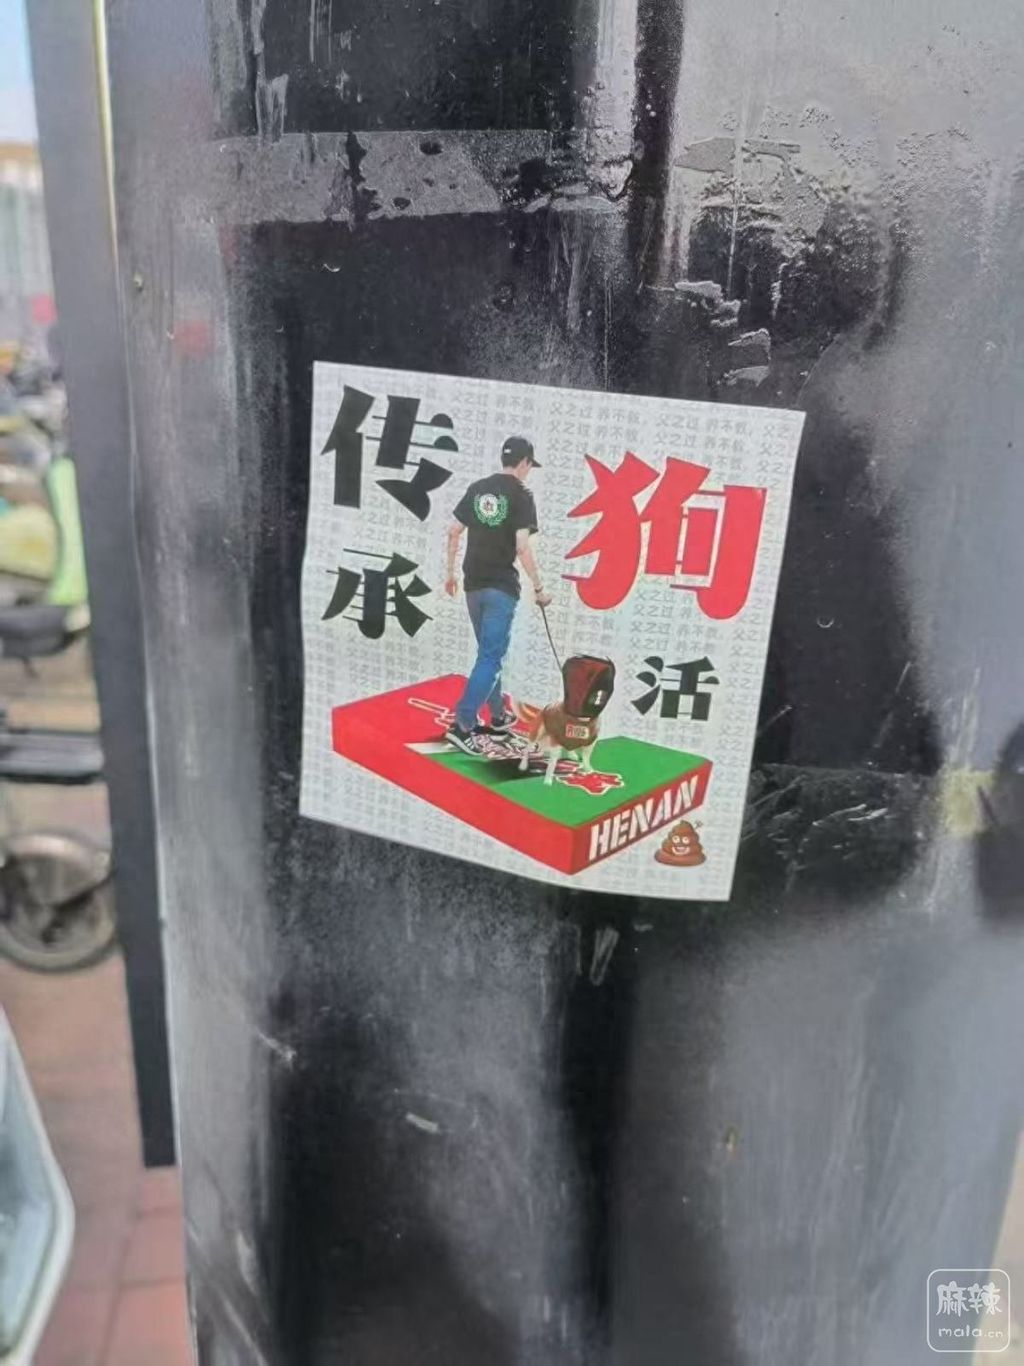 传
承
狗
活
养不教，父之过
HENAN
麻辣
mala.cn